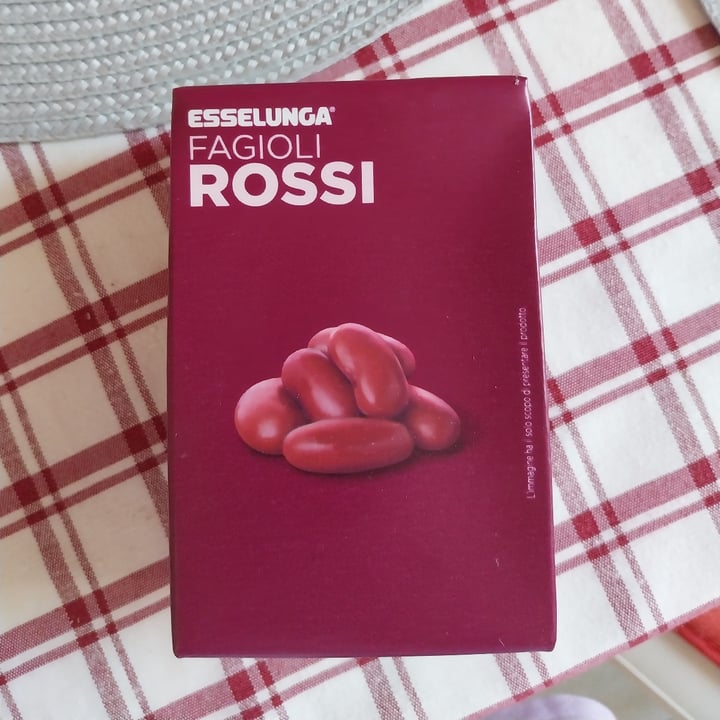 ESSELUNGA®
FAGIOLI
ROSSI
L'immagine ha il solo scopo di presentare il prodotto